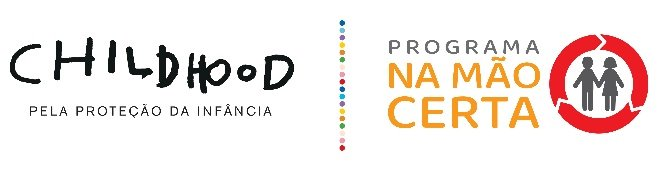 CHILDHOOD
PELA PROTEÇÃO DA INFÂNCIA
PROGRAMA
NA MÃO
CERTA